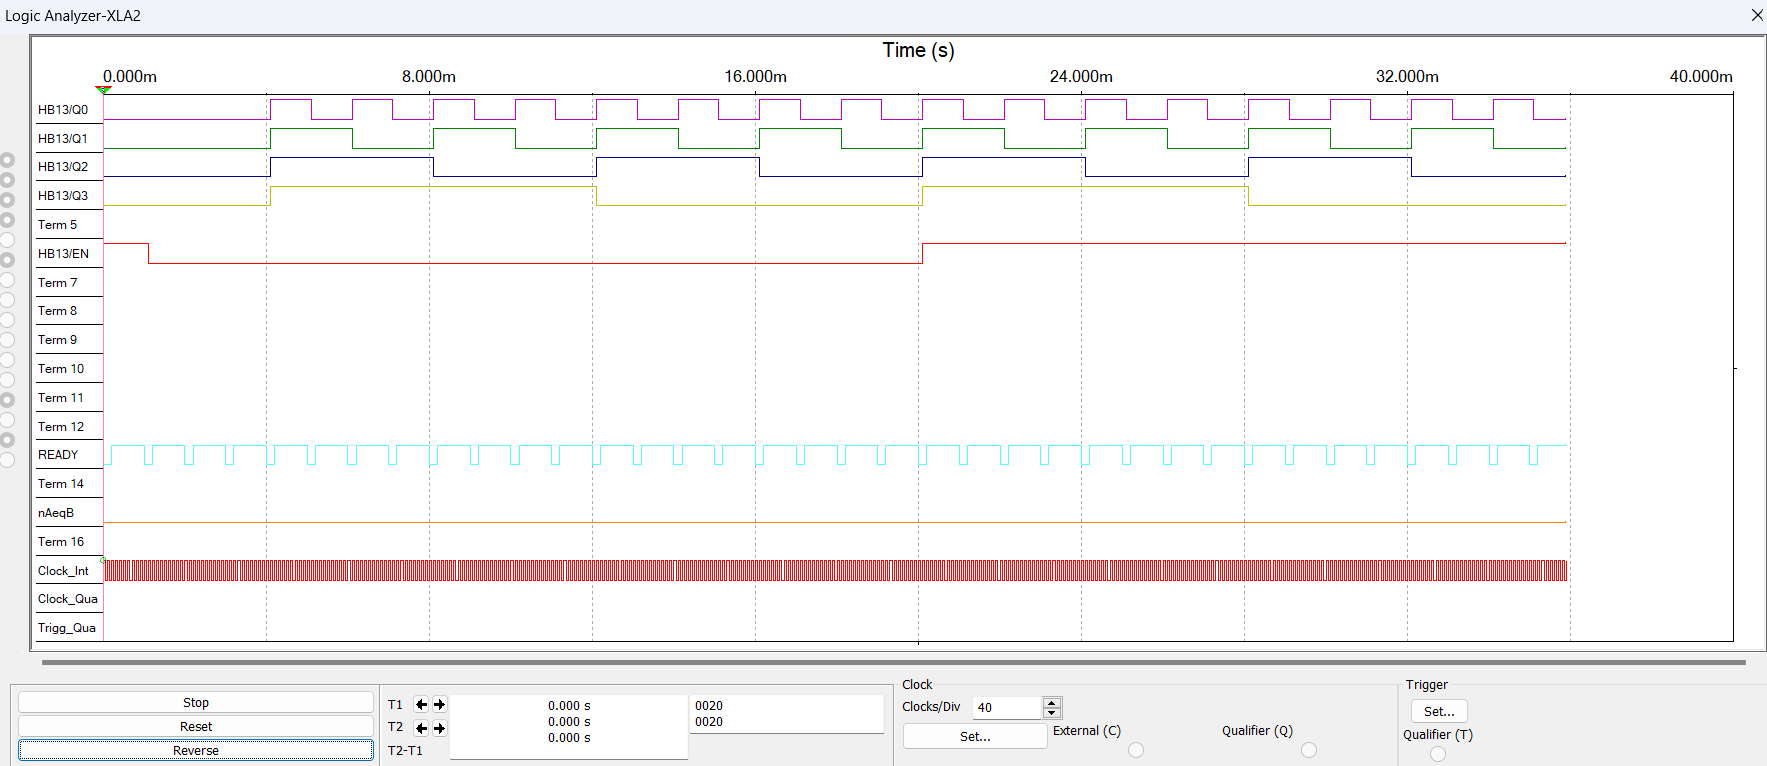 Logic Analyzer-XLA2
Time (s)
0.000m 8.000m 16.000m 24.000m 32.000m 40.000m
HB13/Q0
HB13/Q1
HB13/Q2
HB13/Q3
Term 5
HB13/EN
Term 7
Term 8
Term 9
Term 10
Term 11
Term 12
READY
Term 14
nAeqB
Term 16
Clock_Int
Clock_Qua
Trigg_Qua
Stop
Reset
Reverse
T1 0.000 s 0020
T2 0.000 s 0020
T2-T1 0.000 s
Clock
Clocks/Div 40
Set...
External (C)
Qualifier (Q)
Trigger
Set...
Qualifier (T)